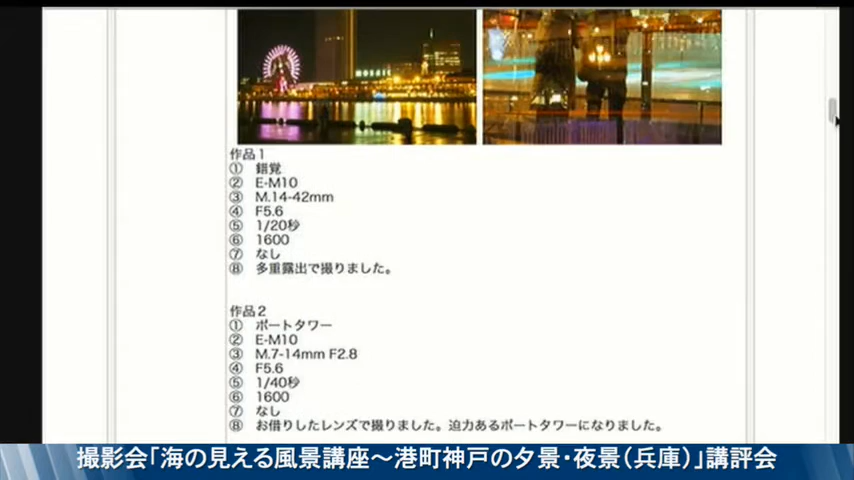 作品1
① 錯覚
② E-M10
③ M.14-42mm
④ F5.6
⑤ 1/20秒
⑥ 1600
⑦ なし
⑧ 多重露出で撮りました。
作品2
① ポートタワー
② E-M10
③ M.7-14mm F2.8
④ F5.6
⑤ 1/40秒
⑥ 1600
⑦ なし
⑧ お借りしたレンズで撮りました。迫力あるポートタワーになりました。
撮影会「海の見える風景講座～港町神戸の夕景・夜景（兵庫）」講評会